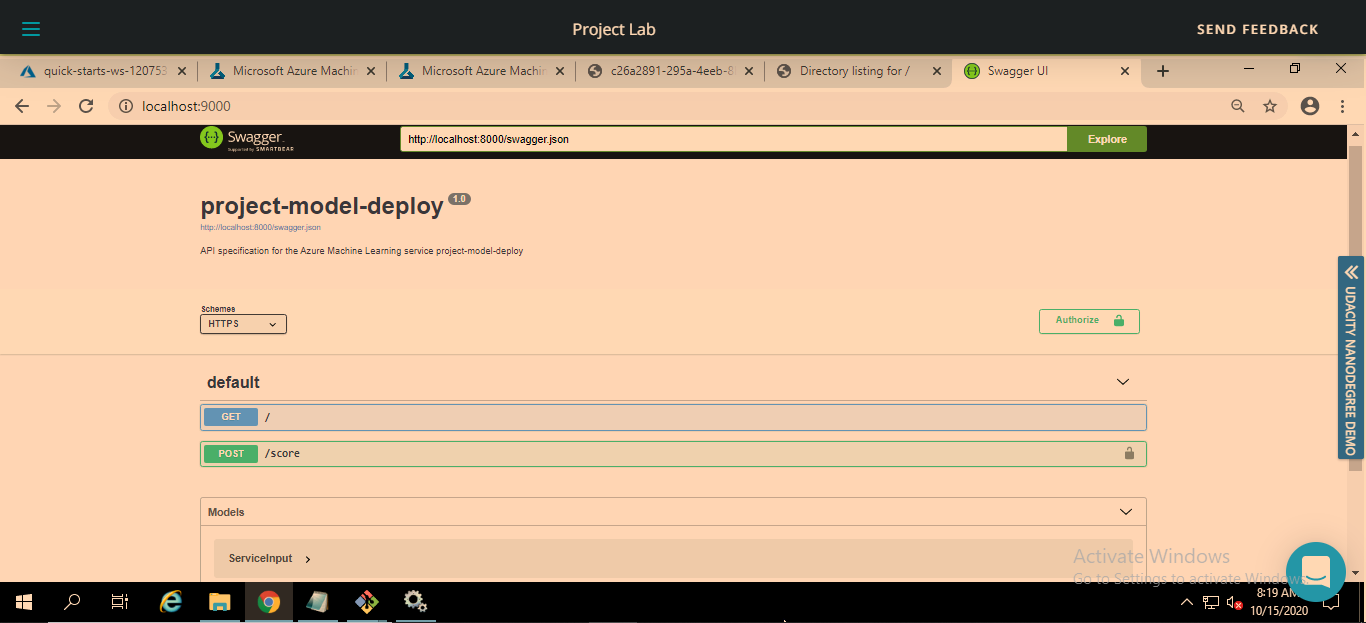 Project Lab
SEND FEEDBACK
quick-starts-ws-120753
Microsoft Azure Machin
Microsoft Azure Machin
c26a2891-295a-4eeb-8
Directory listing for /
Swagger UI
localhost:9000
Swagger
Supported by SMARTBEAR
http://localhost:8000/swagger.json
Explore
project-model-deploy 1.0
http://localhost:8000/swagger.json
API specification for the Azure Machine Learning service project-model-deploy
Schemes
HTTPS
Authorize
UDACITY NANODEGREE DEMO
default
GET /
POST /score
Models
ServiceInput
Activate Windows
Go to Settings to activate Windows.
8:19 AM
10/15/2020